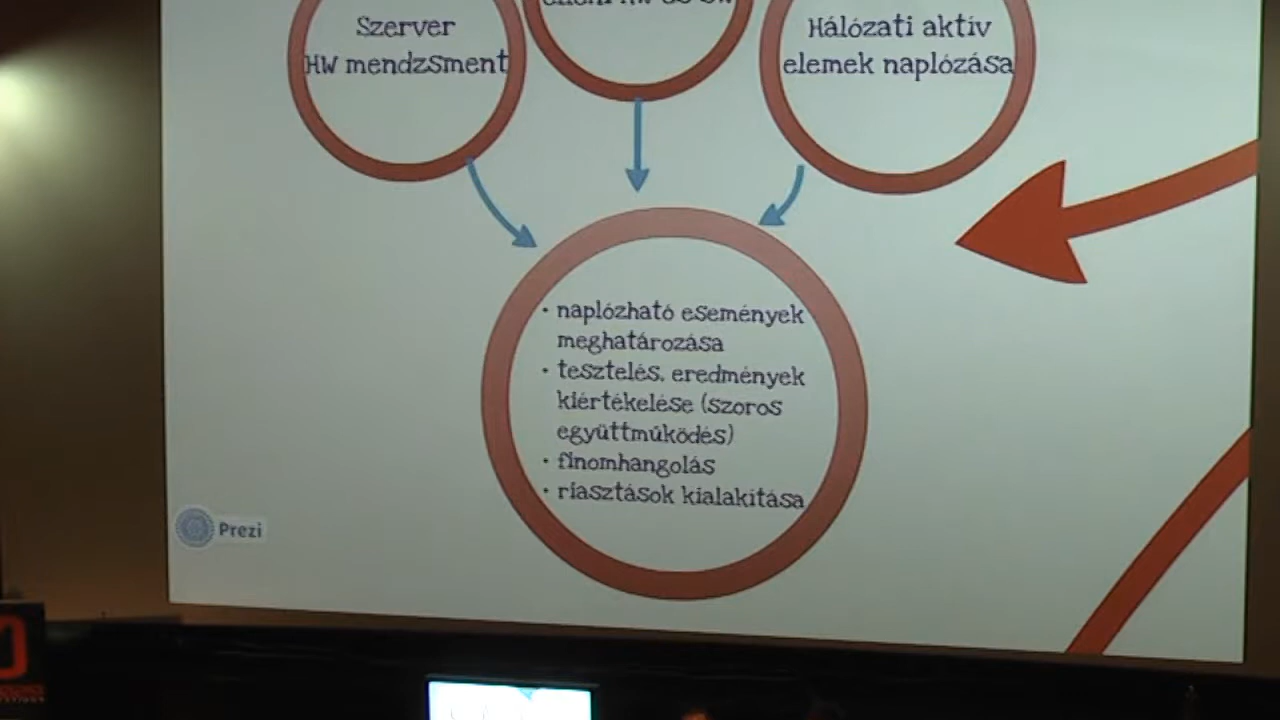 Szerver
HW mendzsment
Hálózati aktív
elemek naplózása
• naplózható események
meghatározása
• tesztelés, eredmények
kiértékelése (szoros
együttműködés)
• finomhangolás
• riasztások kialakítása
Prezi